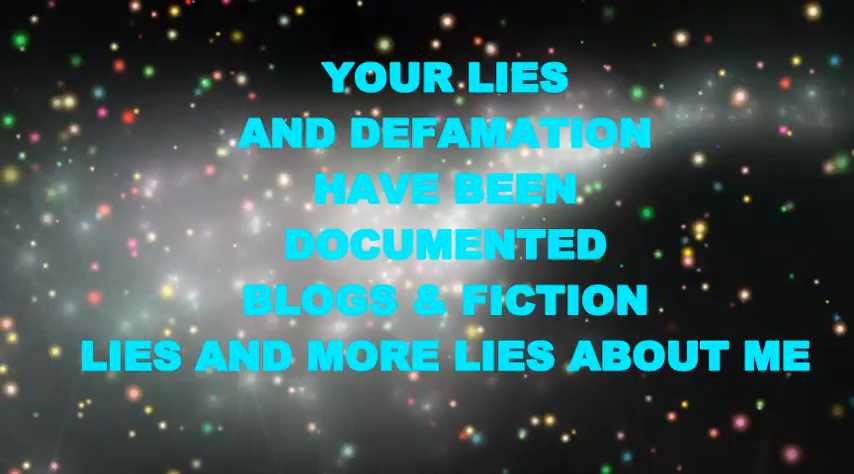 YOUR LIES
AND DEFAMATION
HAVE BEEN
DOCUMENTED
BLOGS & FICTION
LIES AND MORE LIES ABOUT ME